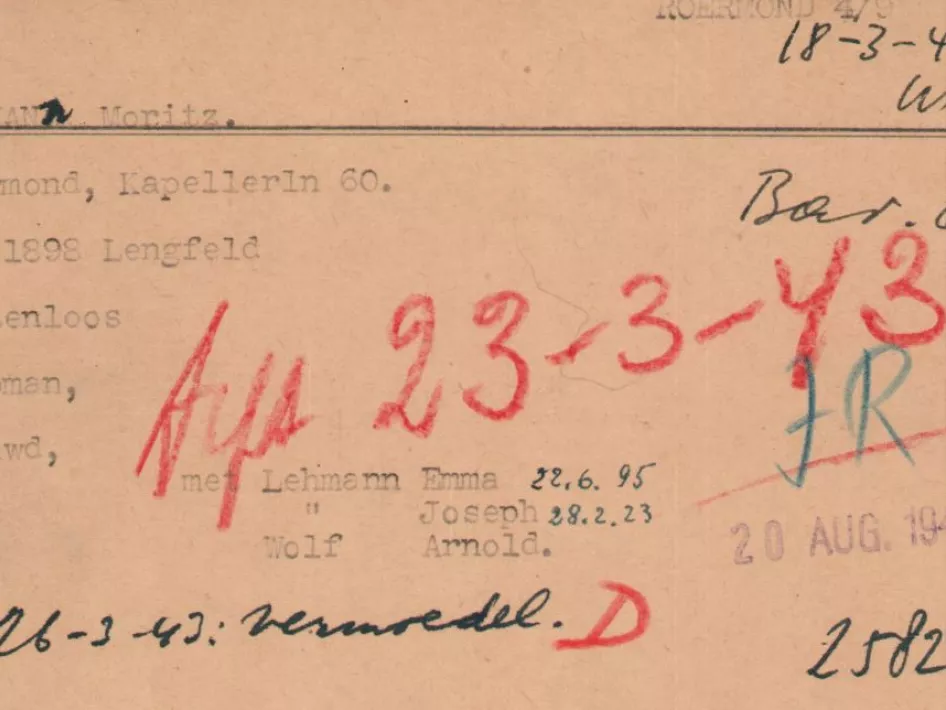 ROERMOND 4/9
18-3-4
ANn Moritz.
mond, Kapellerln 60.
1898 Lengfeld
enloos
Bar.
23-3-43
man,
JR
wd,
met Lehmann Emma 22.6.95
" Joseph 28.2.23
Wolf Arnold.
20 AUG. 194
26-3-43: vermoedel. D
2582